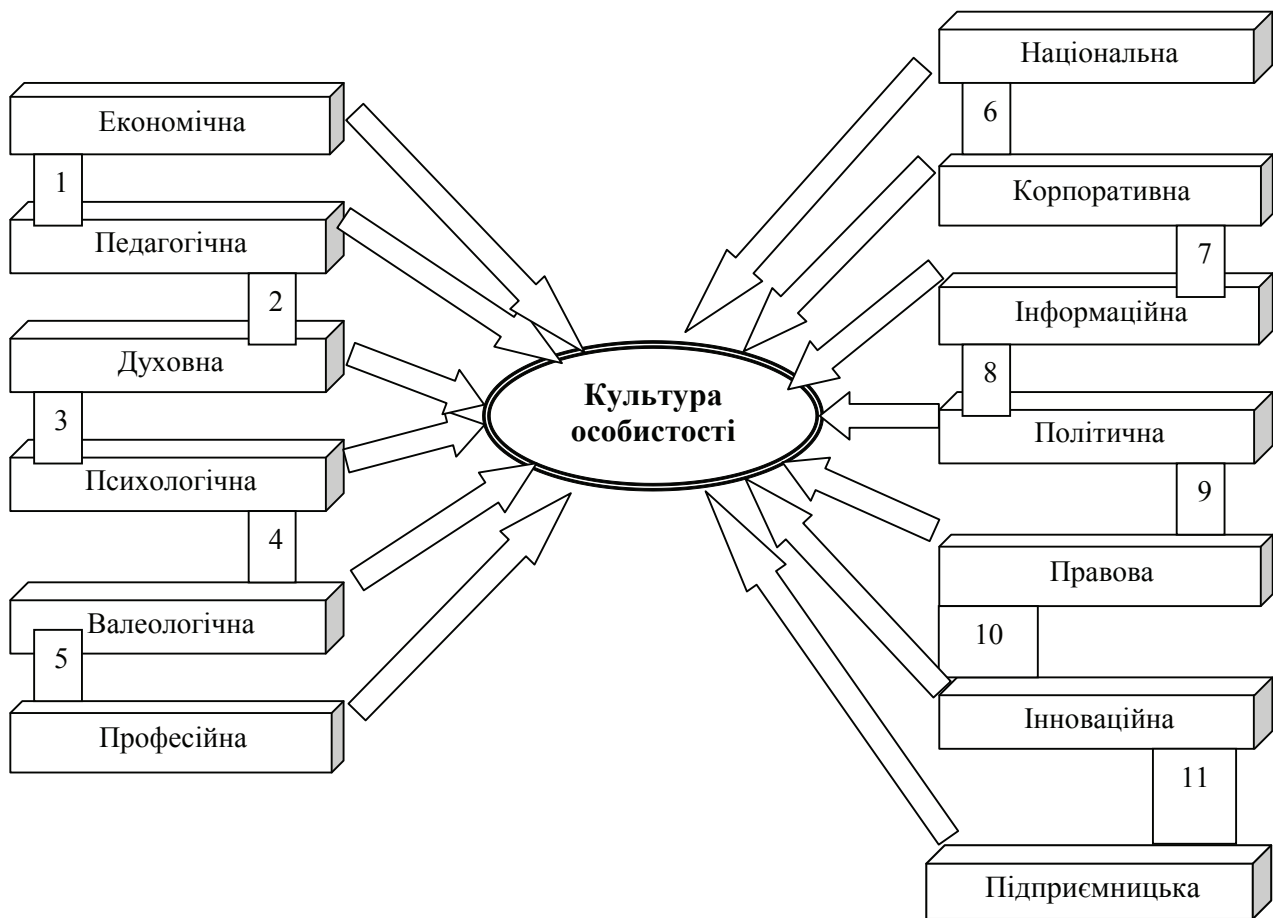 Економічна
1
Педагогічна
2
Духовна
3
Психологічна
4
Валеологічна
5
Професійна
Культура
особистості
Національна
6
Корпоративна
7
Інформаційна
8
Політична
9
Правова
10
Інноваційна
11
Підприємницька